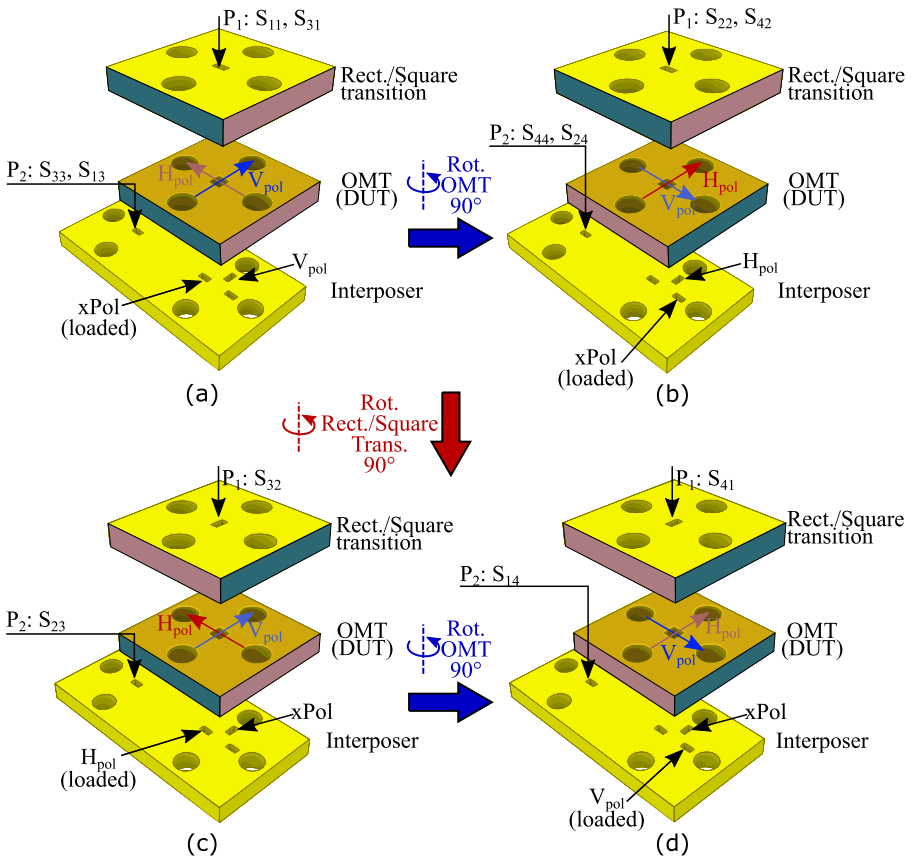 P1: S11, S31
Rect./Square
transition
P2: S33, S13
Hpol
Vpol
OMT
(DUT)
Vpol
xPol
(loaded)
Interposer
(a)
Rot.
OMT
90°
P1: S22, S42
Rect./Square
transition
P2: S44, S24
Hpol
Vpol
OMT
(DUT)
Hpol
Interposer
xPol
(loaded)
(b)
Rot.
Rect./Square
Trans.
90°
P1: S32
Rect./Square
transition
P2: S23
Hpol
Vpol
OMT
(DUT)
xPol
Hpol
(loaded)
Interposer
(c)
Rot.
OMT
90°
P1: S41
Rect./Square
transition
P2: S14
Hpol
Vpol
OMT
(DUT)
xPol
Interposer
Vpol
(loaded)
(d)